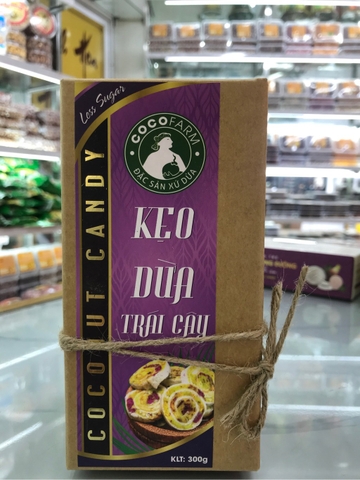 Less Sugar
COCOFARM
ĐẶC SẢN XỨ DỪA
COCONUT CANDY
KẸO
DỪA
TRÁI CÂY
KLT: 300g